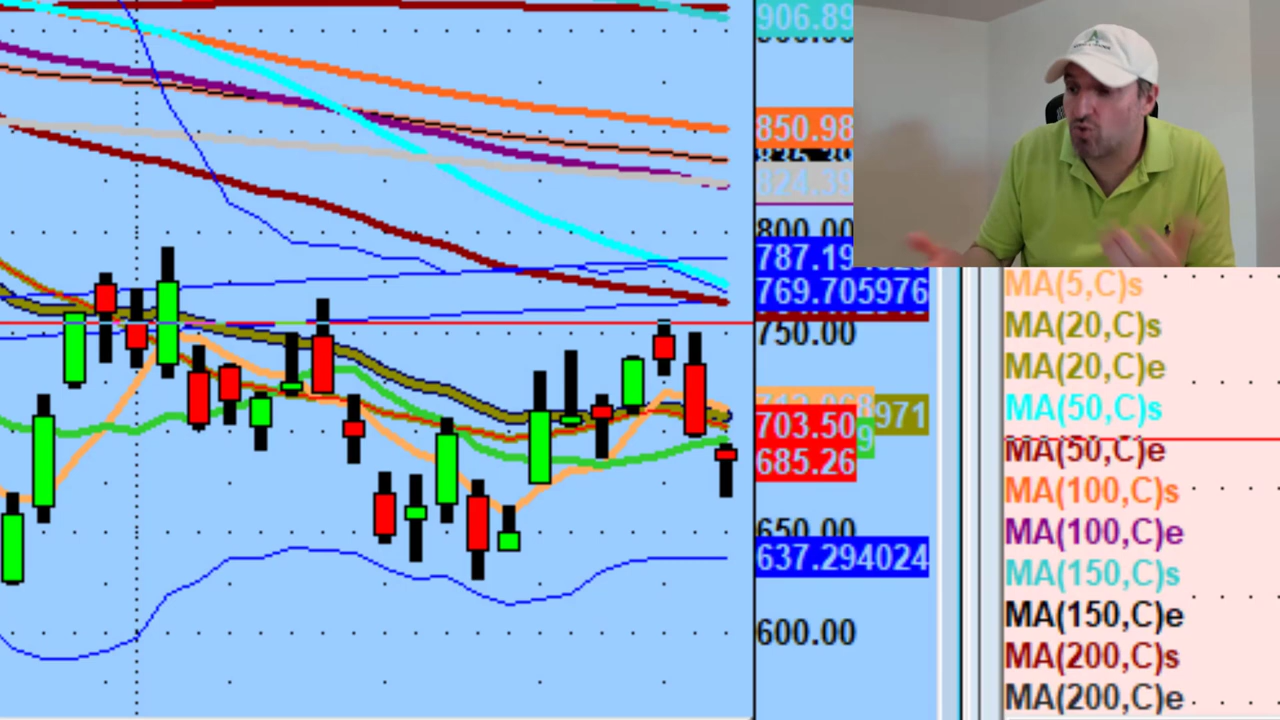 906.89
850.98
824.39
800.00
787.19
769.705976
750.00
971
703.50
9
685.26
650.00
637.294024
600.00
MA(5,C)s
MA(20,C)s
MA(20,C)e
MA(50,C)s
MA(50,C)e
MA(100,C)s
MA(100,C)e
MA(150,C)s
MA(150,C)e
MA(200,C)s
MA(200,C)e